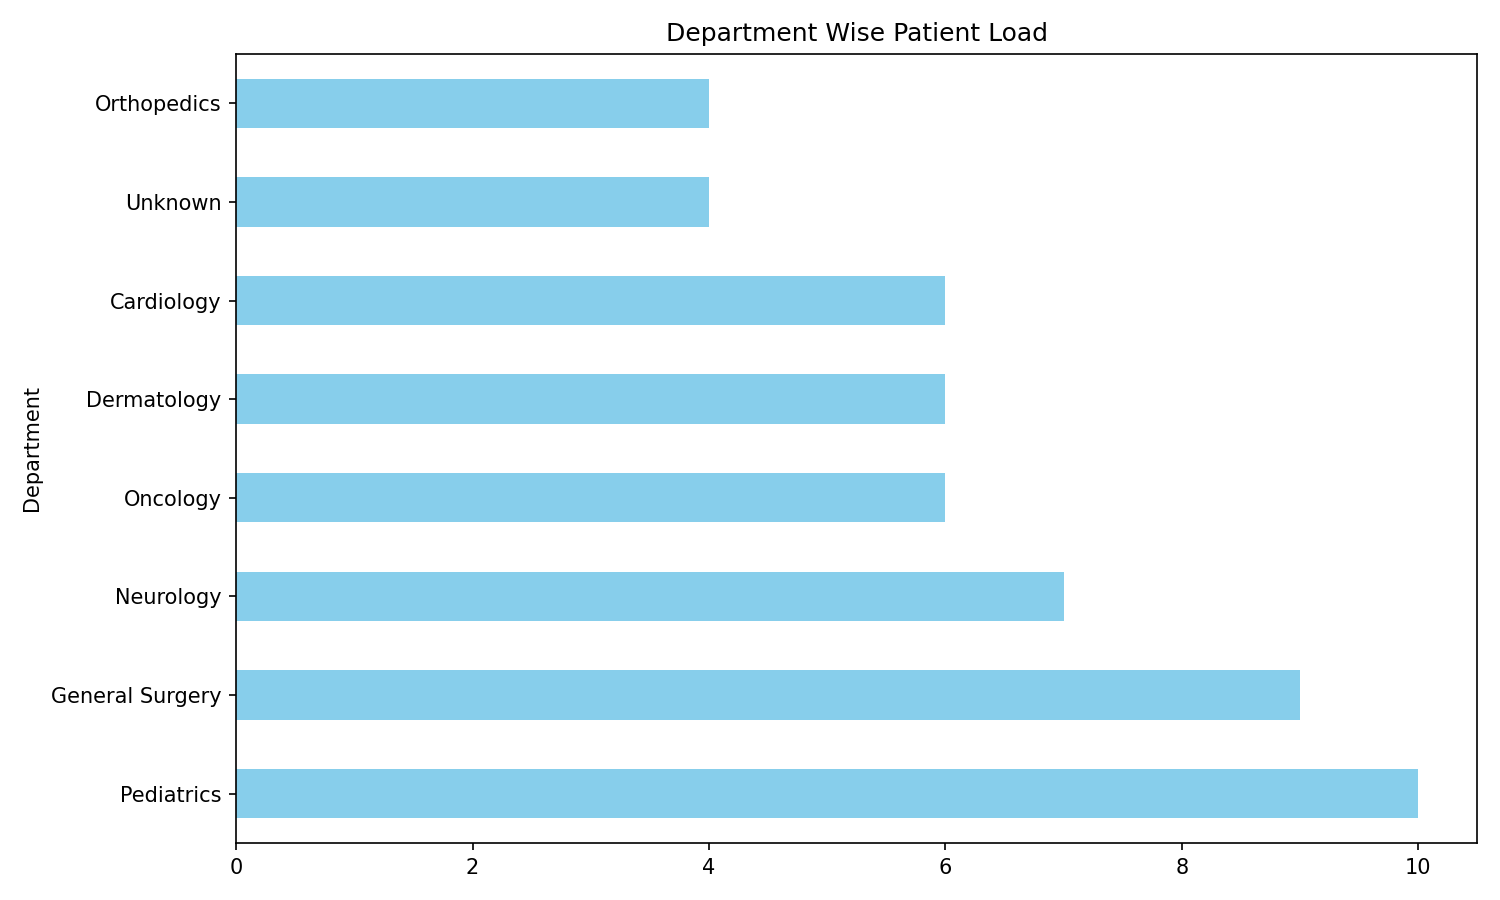 Department Wise Patient Load
Orthopedics
Unknown
Cardiology
Dermatology
Oncology
Neurology
General Surgery
Pediatrics
Department
0 2 4 6 8 10